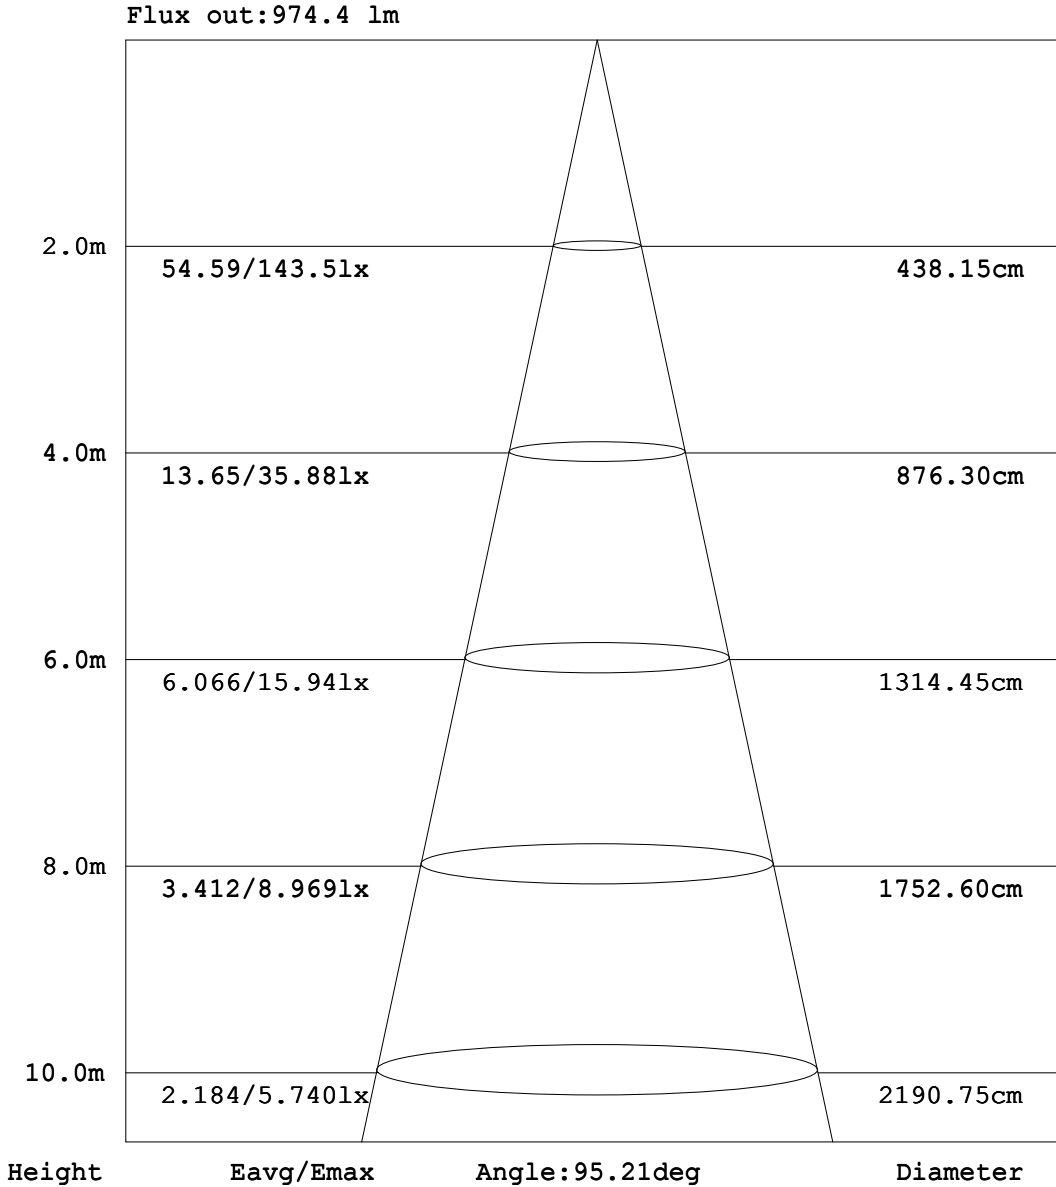 Flux out:974.4 lm
2.0m
54.59/143.5lx 438.15cm
4.0m
13.65/35.88lx 876.30cm
6.0m
6.066/15.94lx 1314.45cm
8.0m
3.412/8.969lx 1752.60cm
10.0m
2.184/5.740lx 2190.75cm
Height Eavg/Emax Angle:95.21deg Diameter